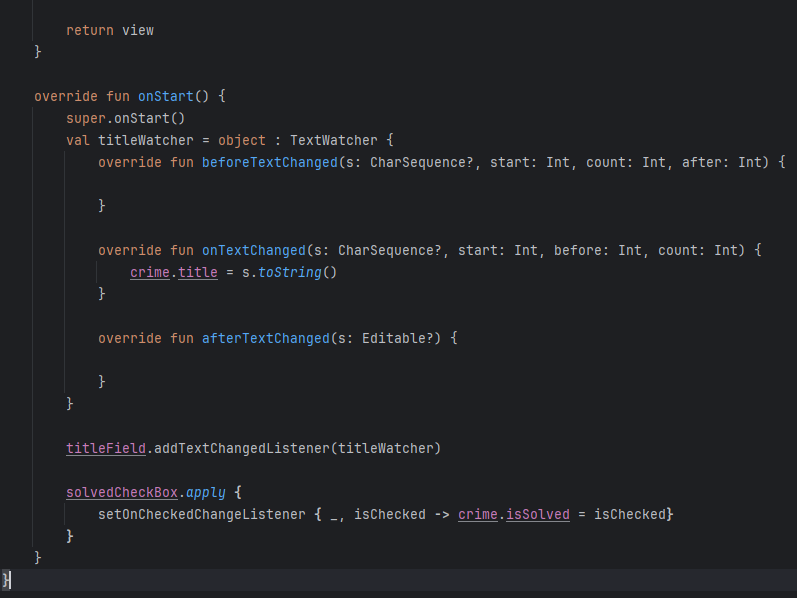 return view
}
override fun onStart() {
super.onStart()
val titleWatcher = object : TextWatcher {
override fun beforeTextChanged(s: CharSequence?, start: Int, count: Int, after: Int) {
}
override fun onTextChanged(s: CharSequence?, start: Int, before: Int, count: Int) {
crime.title = s.toString()
}
override fun afterTextChanged(s: Editable?) {
}
}
titleField.addTextChangedListener(titleWatcher)
solvedCheckBox.apply {
setOnCheckedChangeListener { _, isChecked -> crime.isSolved = isChecked}
}
}
}